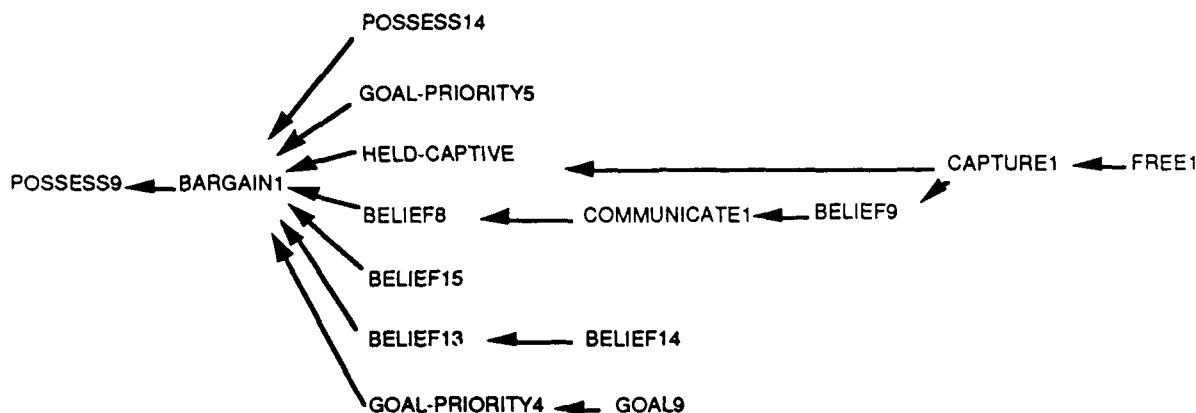 POSSESS14
GOAL-PRIORITY5
HELD-CAPTIVE
CAPTURE1 FREE1
POSSESS9 BARGAIN1
BELIEF8 COMMUNICATE1 BELIEF9
BELIEF15
BELIEF13 BELIEF14
GOAL-PRIORITY4 GOAL9